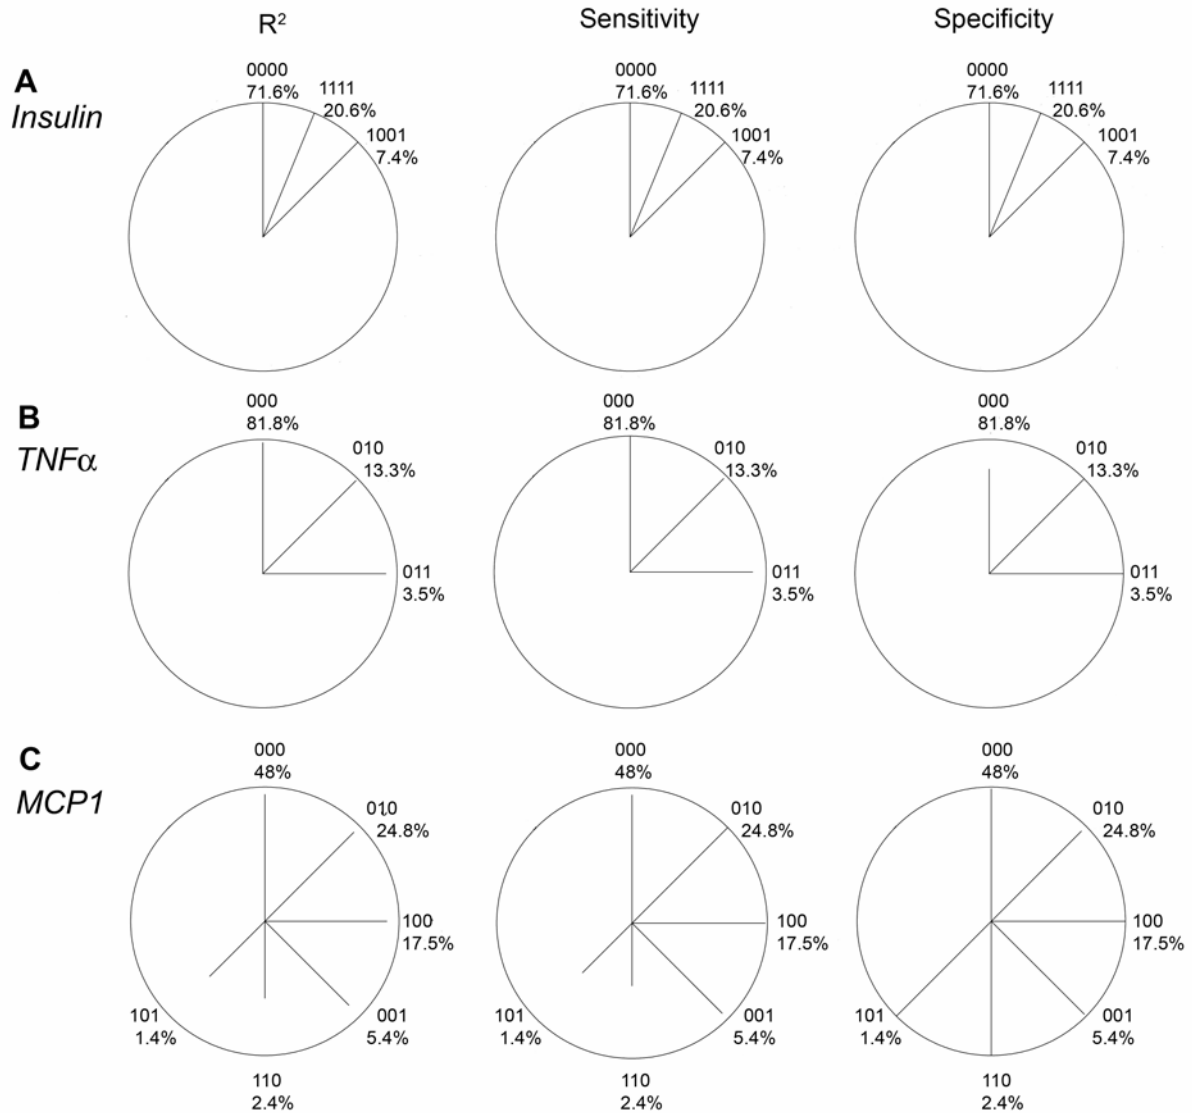 R² Sensitivity Specificity
A
Insulin
0000 0000 0000
71.6% 71.6% 71.6%
1111 1111 1111
20.6% 20.6% 20.6%
1001 1001 1001
7.4% 7.4% 7.4%
B
TNFα
000 000 000
81.8% 81.8% 81.8%
010 010 010
13.3% 13.3% 13.3%
011 011 011
3.5% 3.5% 3.5%
C
MCP1
000 000 000
48% 48% 48%
010 010 010
24.8% 24.8% 24.8%
100 100 100
17.5% 17.5% 17.5%
101 001 101 001 101 001
1.4% 5.4% 1.4% 5.4% 1.4% 5.4%
110 110 110
2.4% 2.4% 2.4%